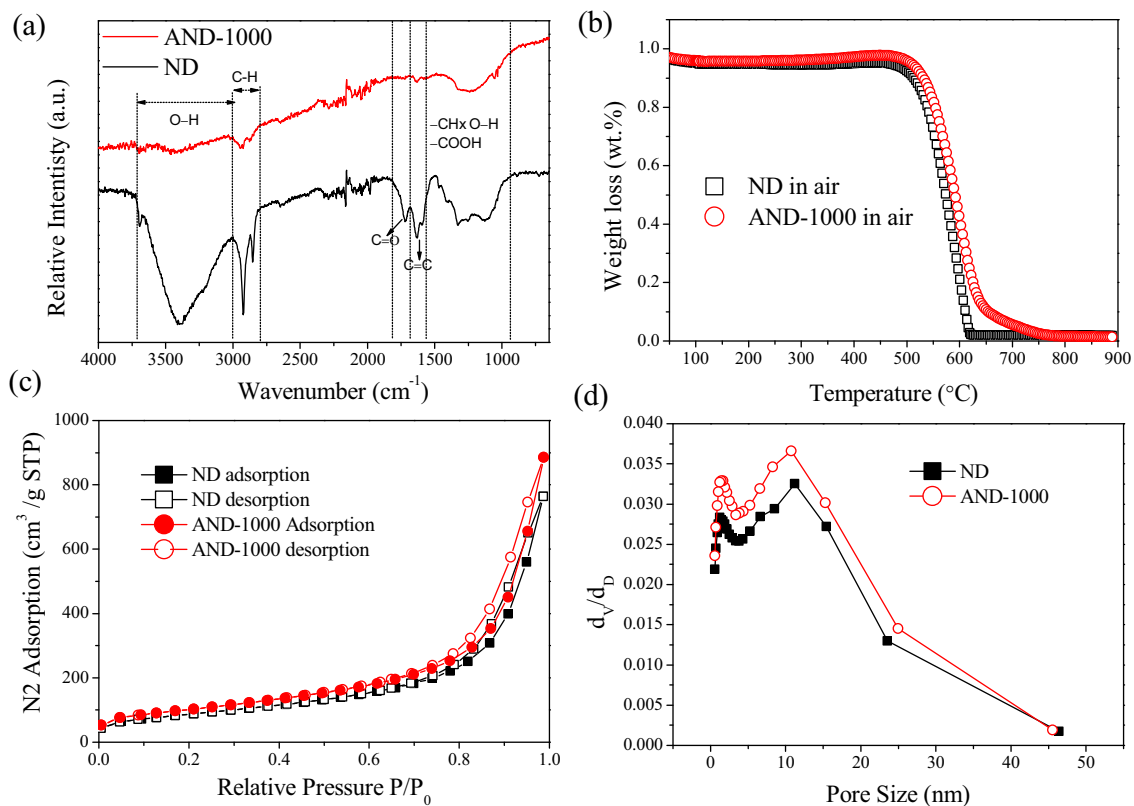 (a)
AND-1000
ND
C-H
O-H
–CHx O-H
–COOH
C=O
C=C
Relative Intentisty (a.u.)
4000 3500 3000 2500 2000 1500 1000
Wavenumber (cm⁻¹)
(b)
1.0
0.8
0.6
0.4
0.2
0.0
ND in air
AND-1000 in air
Weight loss (wt.%)
100 200 300 400 500 600 700 800 900
Temperature (°C)
(c)
1000
800
600
400
200
0
ND adsorption
ND desorption
AND-1000 Adsorption
AND-1000 desorption
N2 Adsorption (cm³ /g STP)
0.0 0.2 0.4 0.6 0.8 1.0
Relative Pressure P/P₀
(d)
0.040
0.035
0.030
0.025
0.020
0.015
0.010
0.005
0.000
ND
AND-1000
d_V/d_D
0 10 20 30 40 50
Pore Size (nm)